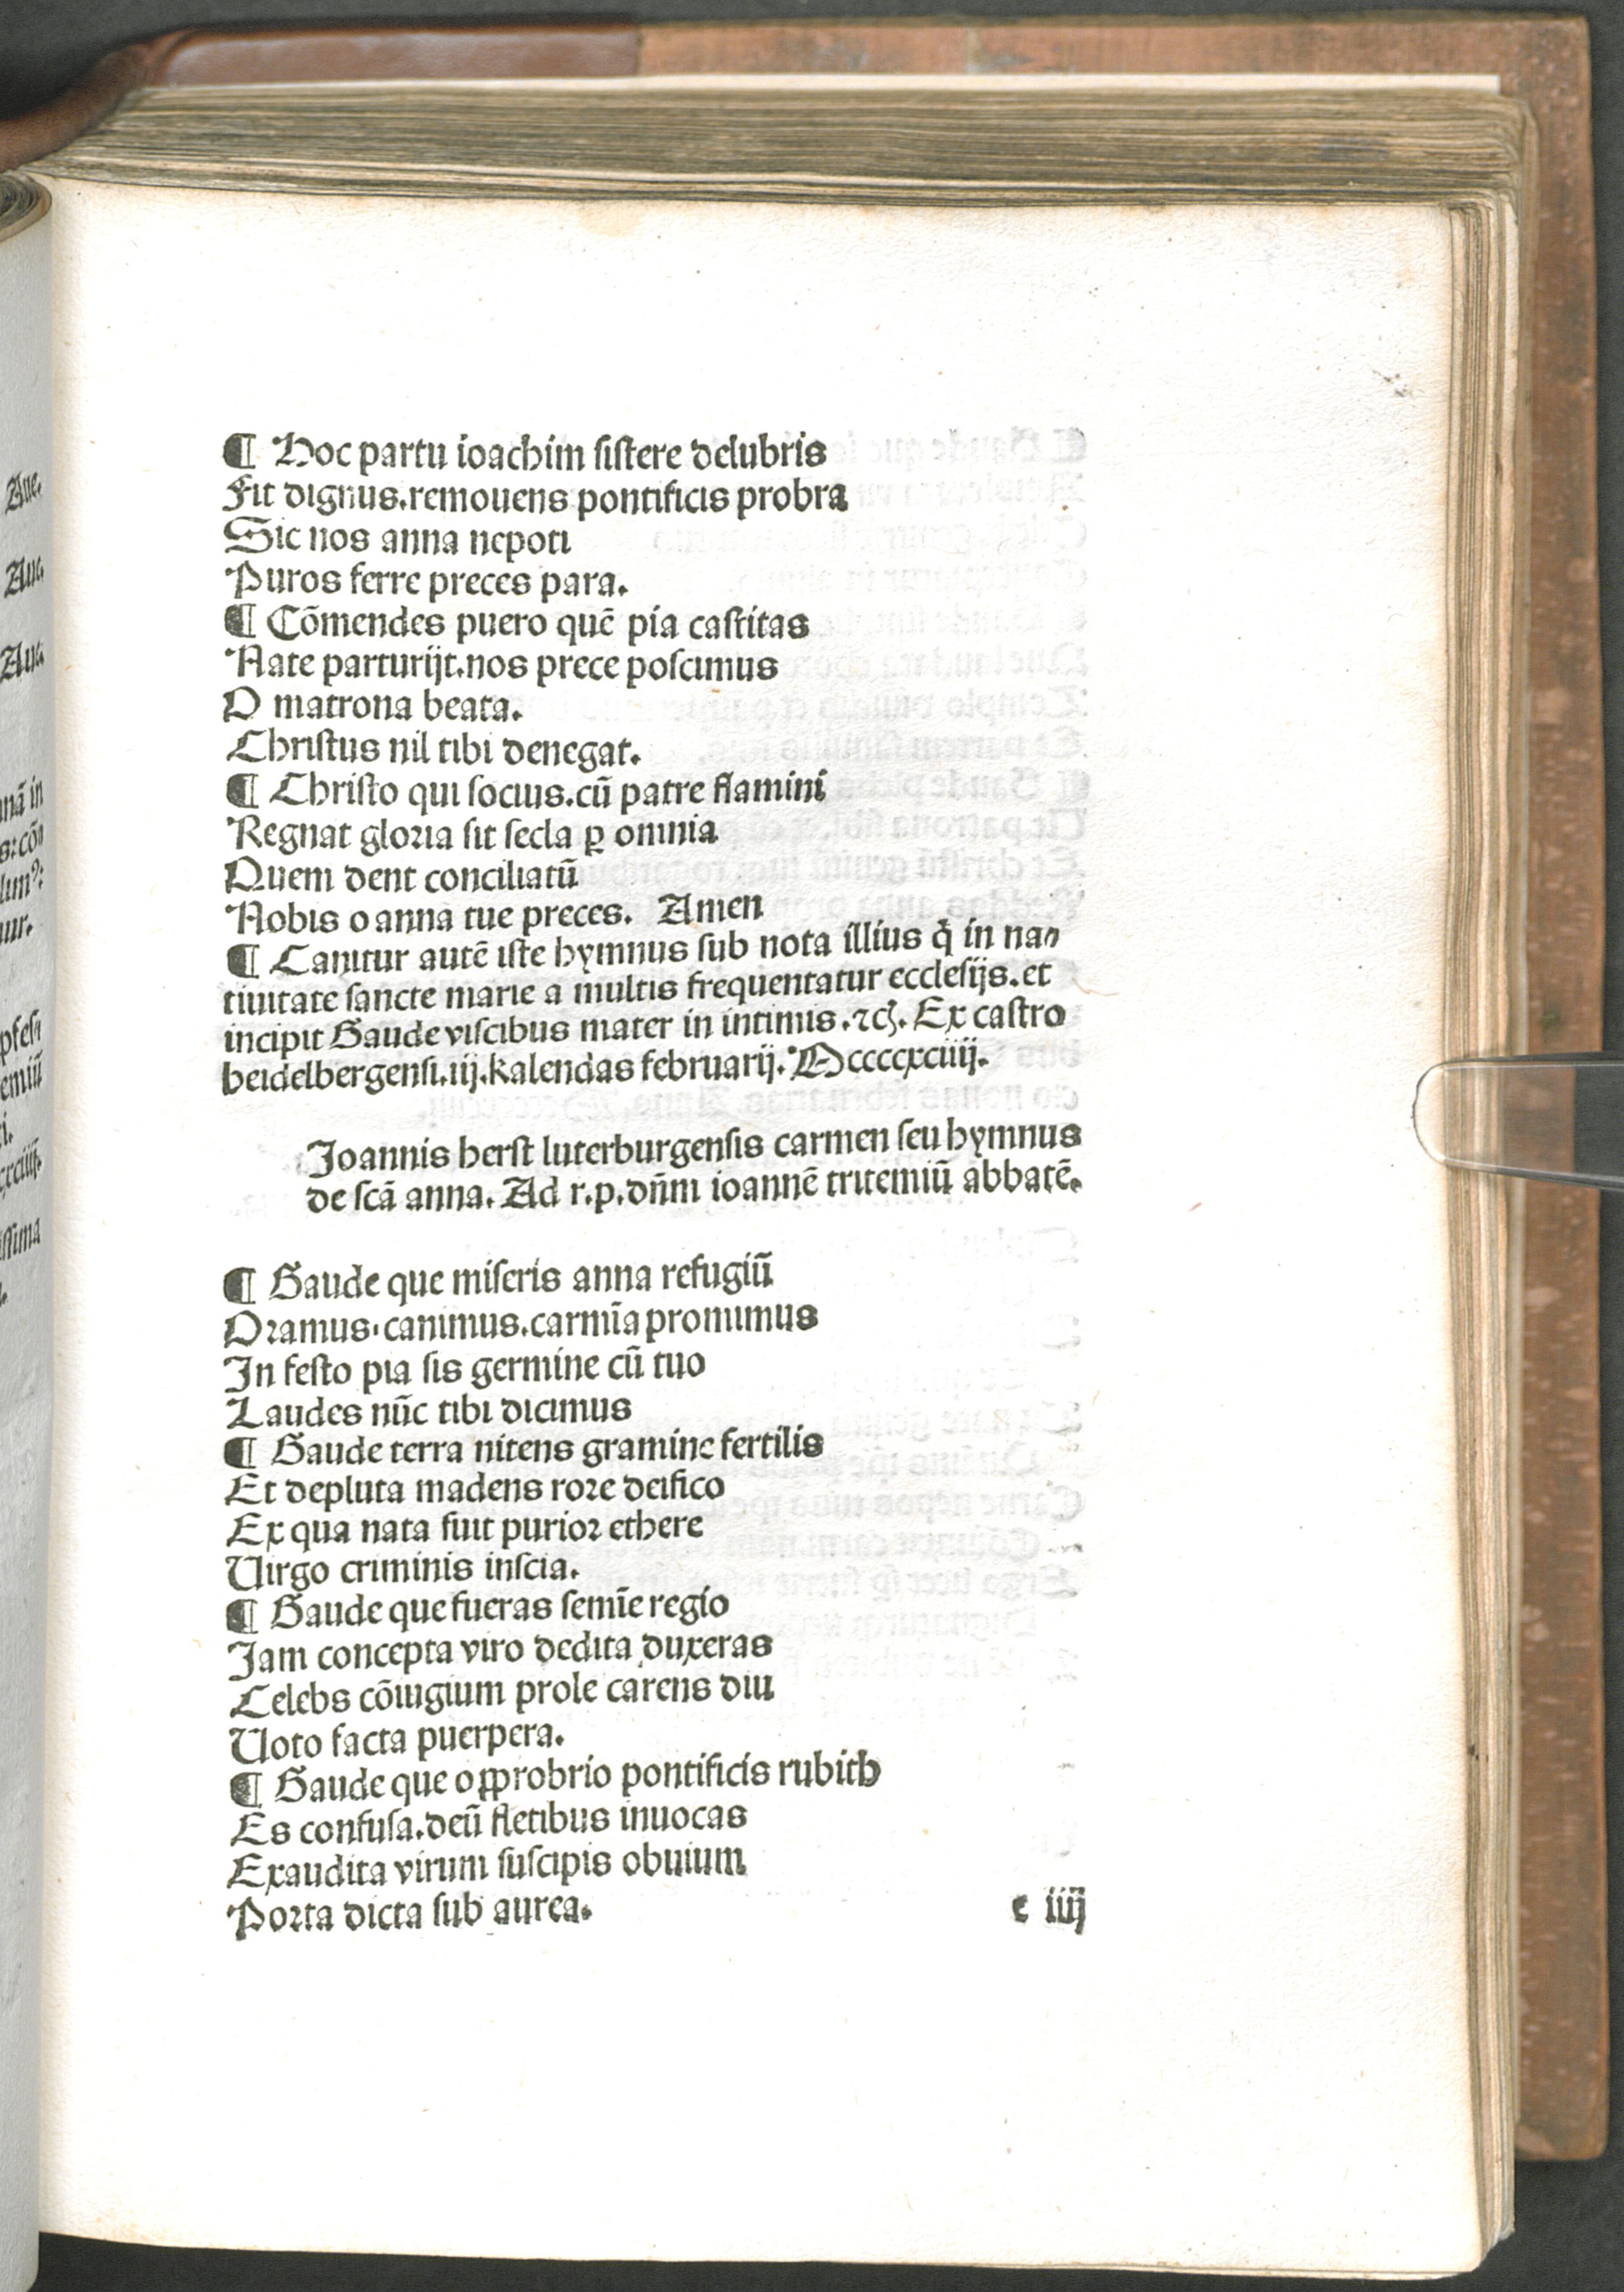 ¶ Hoc partu ioachim sistere delubris
Fit dignus.remouens pontificis probra
Sic nos anna nepoti
Puros ferre preces para.
¶ Cōmendes puero quē pia castitas
Nate parturijt.nos prece poscimus
O matrona beata.
Christus nil tibi denegat.
¶ Christo qui socius.cū patre flamini
Regnat gloria sit secla ꝑ omnia
Quem dent conciliatū
Nobis o anna tue preces. Amen
¶ Canitur autē iste hymnus sub nota illius q̄ in na⸗
tiuitate sancte marie a multis frequentatur ecclesijs.et
incipit Gaude viscibus mater in intimis.⁊cͣ. Ex castro
heidelbergensi.iij.kalendas februarij. Mccccxciiij.
Joannis herst luterburgensis carmen seu hymnus
de scā anna. Ad r.p.dn̄m ioannē tritemiū abbatē.
¶ Gaude que miseris anna refugiū
Oramus.canimus.carmīa promimus
In festo pia sis germine cū tuo
Laudes nūc tibi dicimus
¶ Gaude terra nitens gramine fertilis
Et depluta madens rore deifico
Ex qua nata fuit purior ethere
Uirgo criminis inscia.
¶ Gaude que fueras semīe regio
Jam concepta viro dedita duxeras
Celebs cōiugium prole carens diu
Uoto facta puerpera.
¶ Gaude que opprobrio pontificis rubith
Es confusa.deū fletibus inuocas
Exaudita virum suscipis obuium
Porta dicta sub aurea.
c iiij